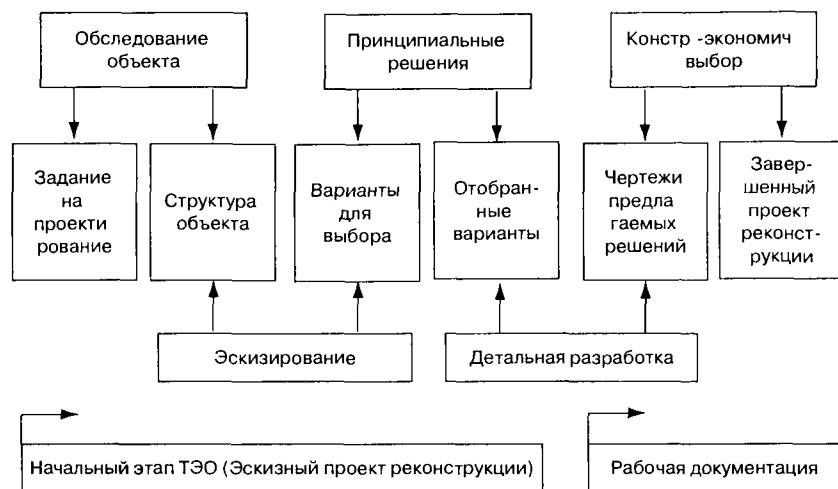 Обследование
объекта
Принципиальные
решения
Констр -экономич
выбор
Задание
на
проекти
рование
Структура
объекта
Варианты
для
выбора
Отобран-
ные
варианты
Чертежи
предла
гаемых
решений
Завер-
шенный
проект
реконст-
рукции
Эскизирование
Детальная разработка
Начальный этап ТЭО (Эскизный проект реконструкции)
Рабочая документация